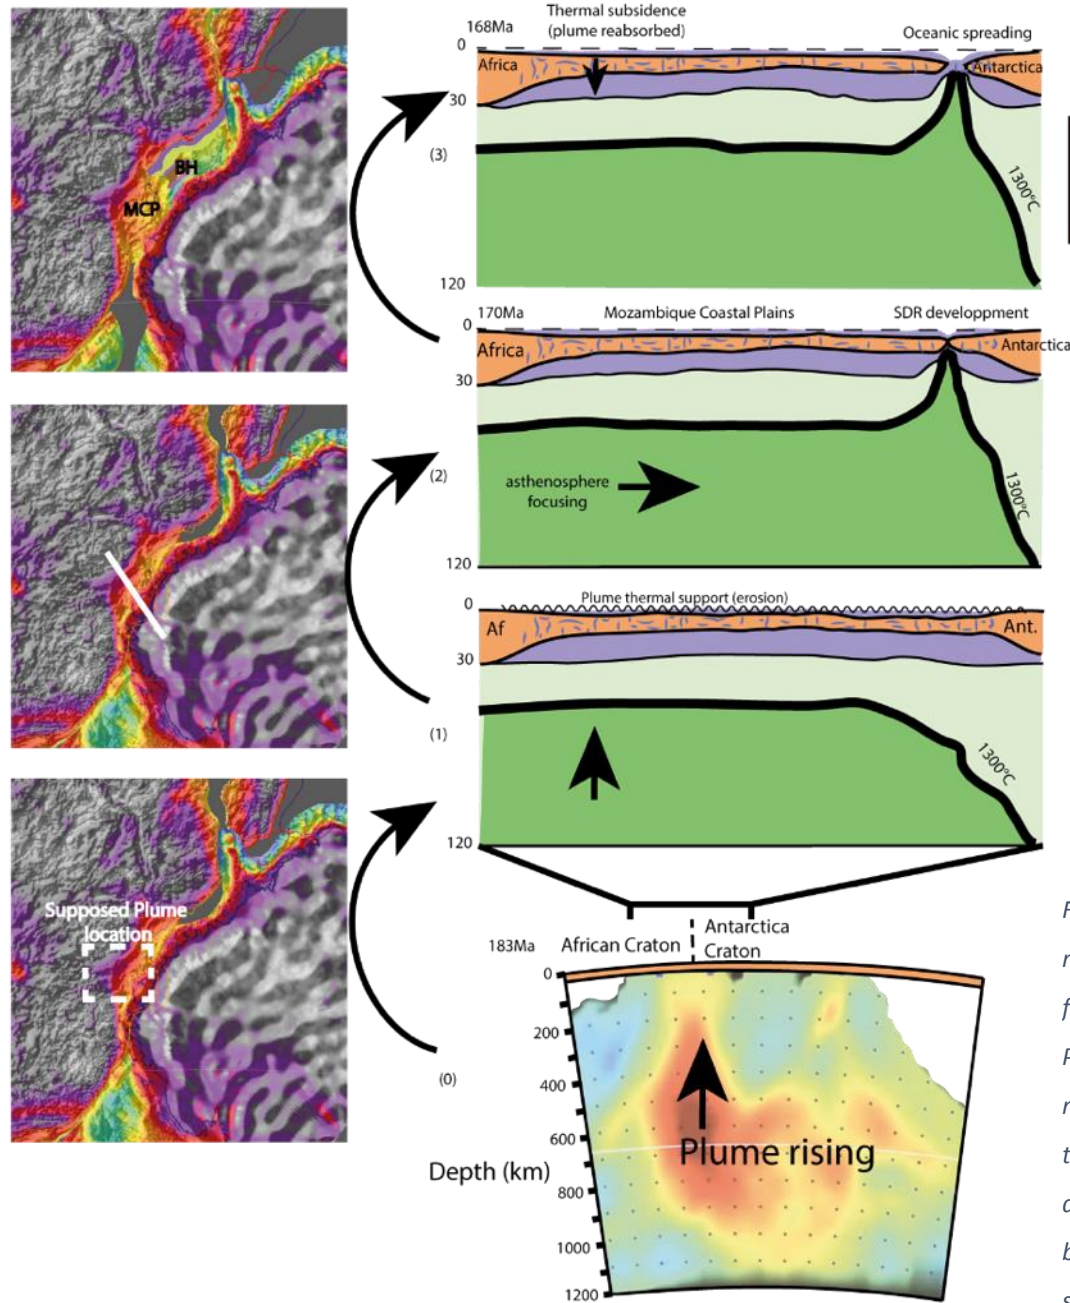 BH
MCP
168Ma
Thermal subsidence
(plume reabsorbed)
Oceanic spreading
0
Africa
Antarctica
30
(3)
1300°C
120
170Ma
Mozambique Coastal Plains
SDR developpment
0
Africa
Antarctica
30
(2)
asthenosphere
focusing
1300°C
120
Plume thermal support (erosion)
0
Af
Ant.
30
(1)
1300°C
120
Supposed Plume
location
183Ma
African Craton
Antarctica
Craton
0
200
400
(0)
600
Plume rising
Depth (km)
800
1000
1200